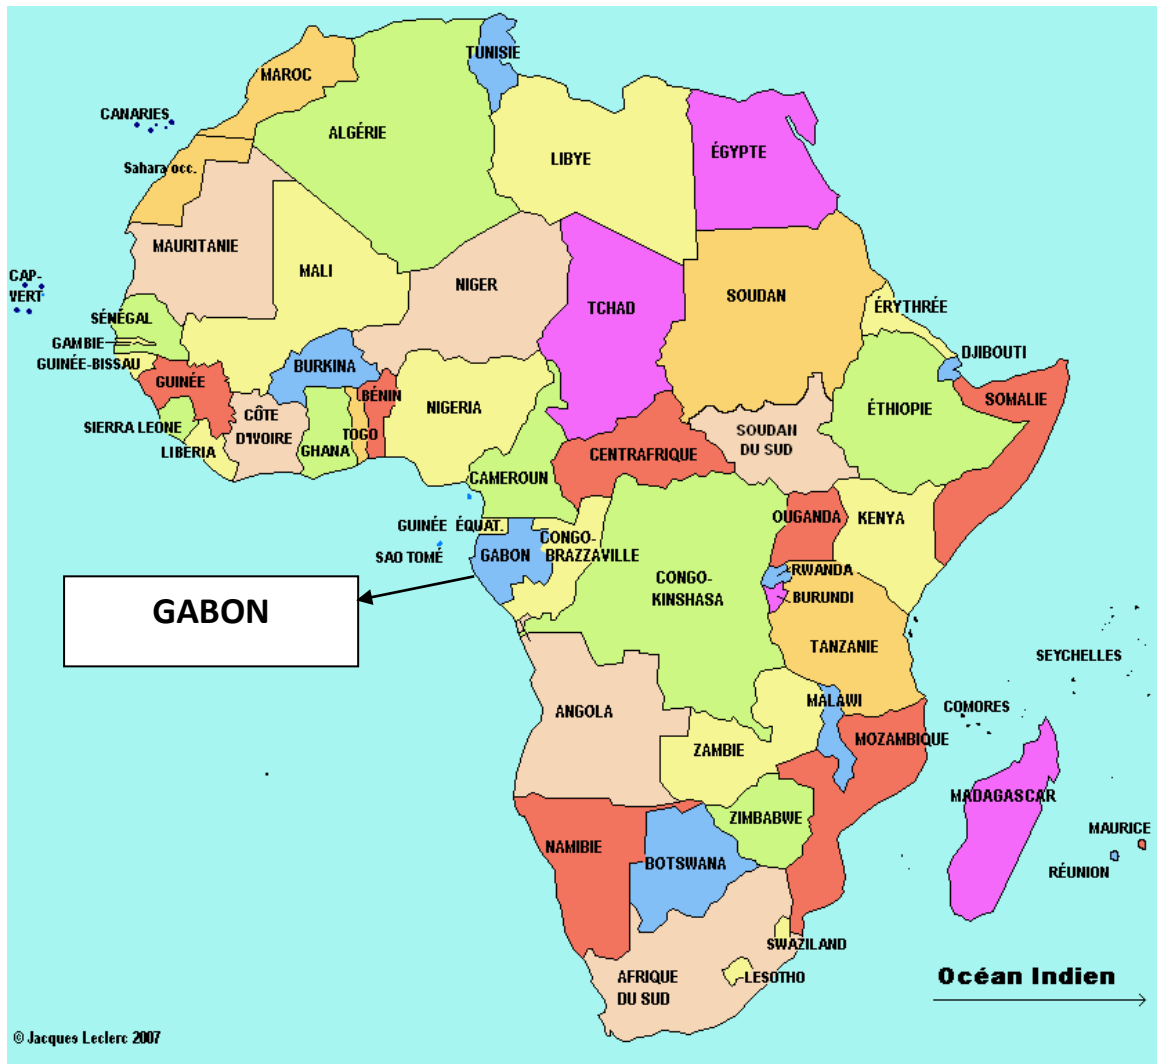 TUNISIE
MAROC
CANARIES
ALGÉRIE
LIBYE
ÉGYPTE
Sahara occ.
MAURITANIE
MALI
NIGER
TCHAD
SOUDAN
ÉRYTHRÉE
CAP-
VERT
SÉNÉGAL
GAMBIE
GUINÉE-BISSAU
GUINÉE
SIERRA LEONE
LIBERIA
CÔTE
D'IVOIRE
BURKINA
GHANA
TOGO
BÉNIN
NIGERIA
CAMEROUN
CENTRAFRIQUE
SOUDAN
DU SUD
DJIBOUTI
ÉTHIOPIE
SOMALIE
GUINÉE ÉQUAT.
SAO TOMÉ
GABON
CONGO-
BRAZZAVILLE
CONGO-
KINSHASA
OUGANDA
KENYA
RWANDA
BURUNDI
TANZANIE
GABON
SEYCHELLES
COMORES
ANGOLA
ZAMBIE
MALAWI
MOZAMBIQUE
MADAGASCAR
MAURICE
RÉUNION
NAMIBIE
BOTSWANA
ZIMBABWE
SWAZILAND
LESOTHO
AFRIQUE
DU SUD
Océan Indien
© Jacques Leclerc 2007